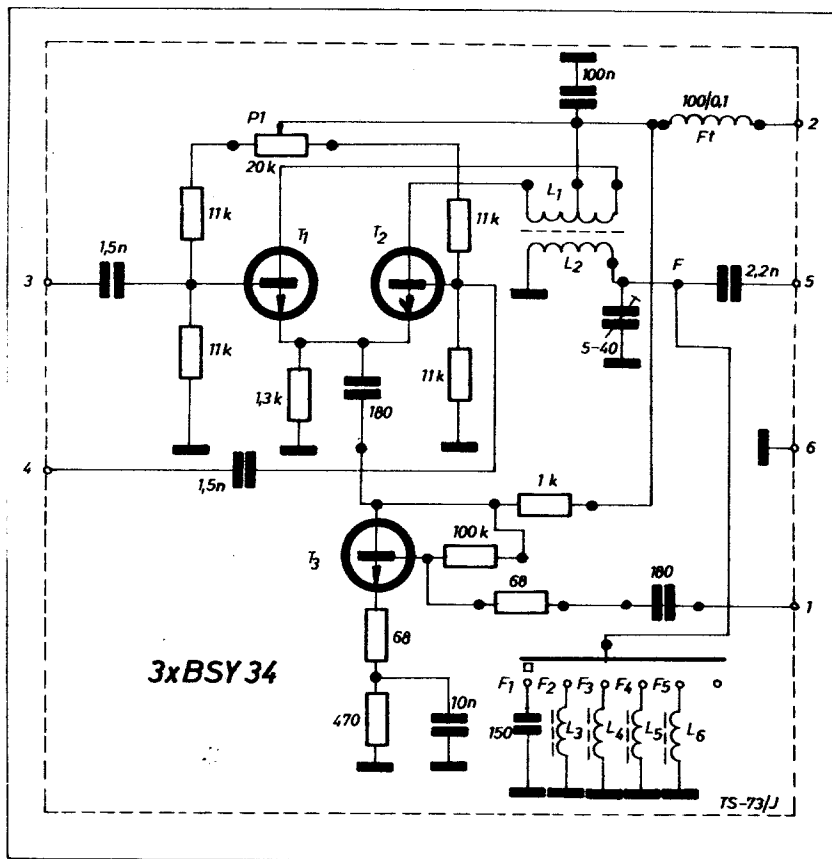 100n
P1
100/0,1
2
Ft
20k
11k
T1
T2
11k
L1
1,5n
3
L2
F
2,2n
5
5-40
11k
1,3k
180
11k
4
1,5n
6
1k
100k
T3
68
180
1
68
3xBSY 34
470
10n
F1 F2 F3 F4 F5
150
L3 L4 L5 L6
TS-73/J